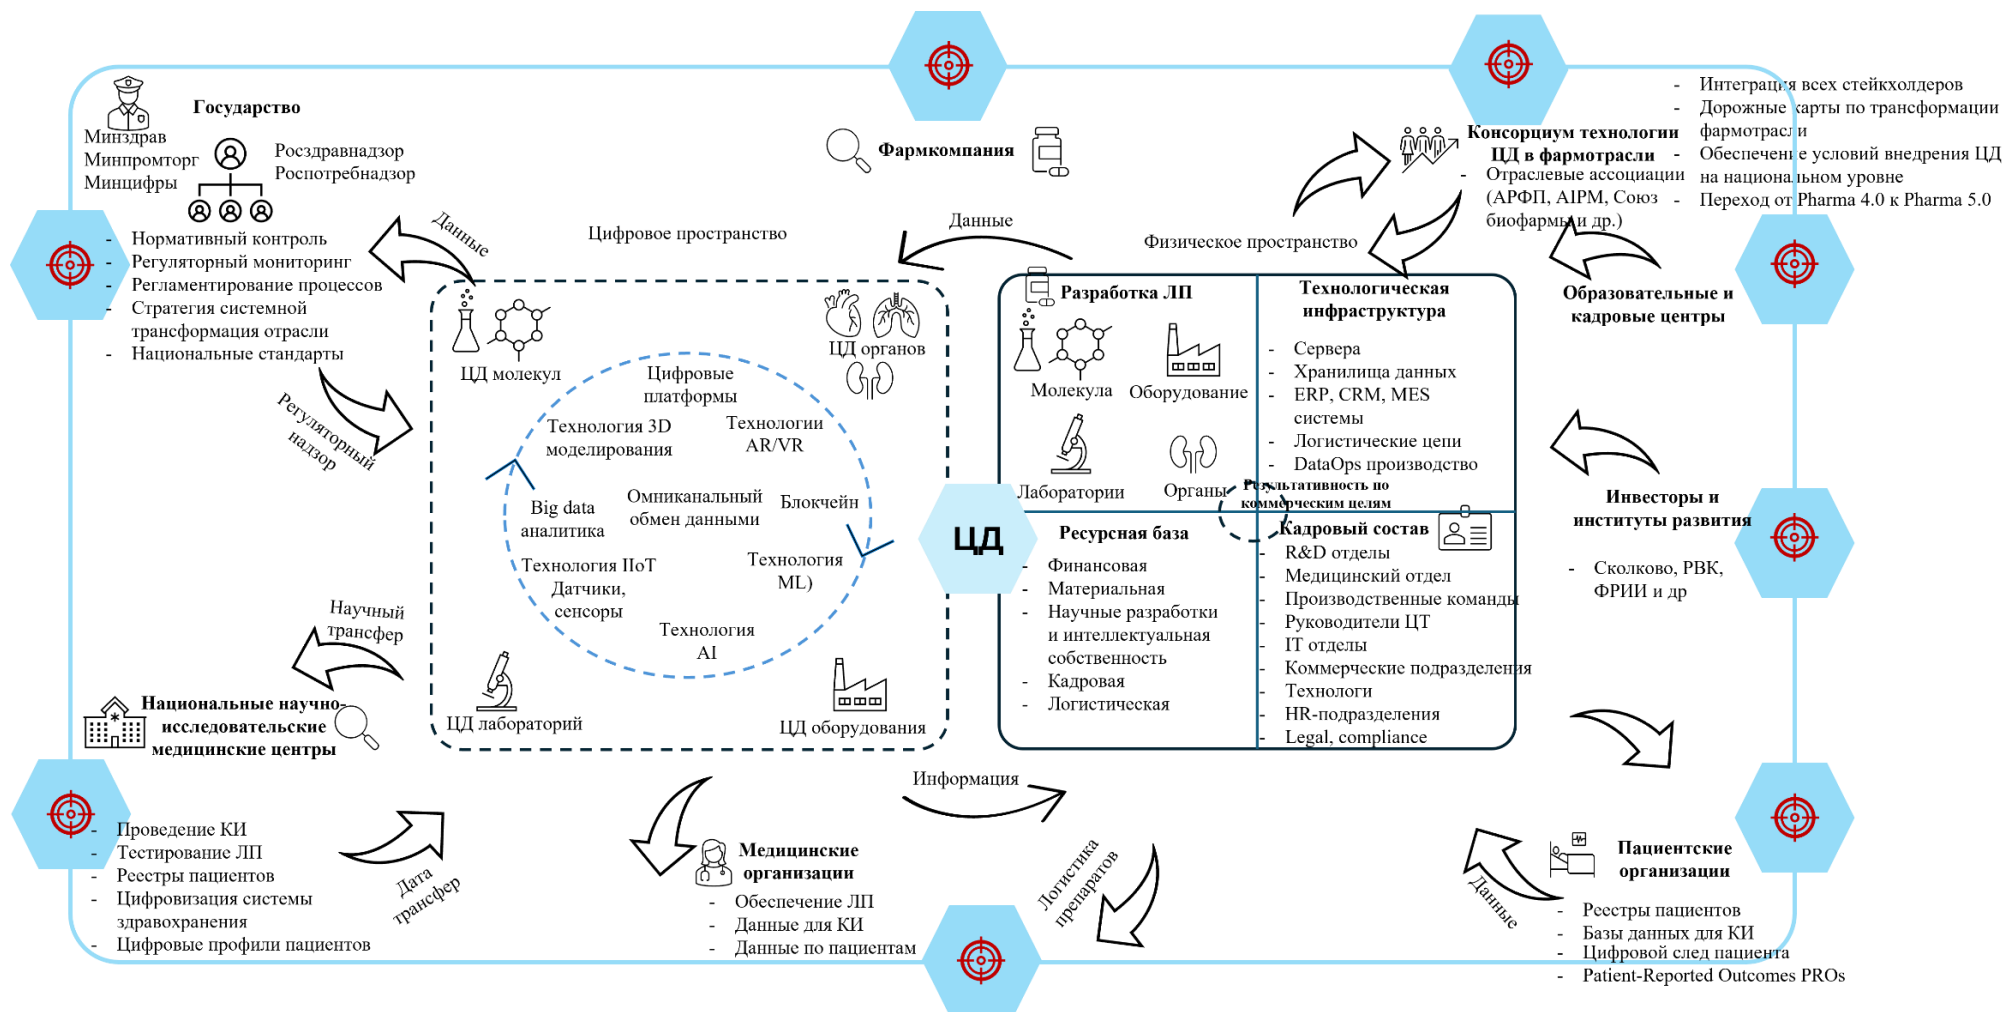 Государство
Минздрав
Минпромторг
Минцифры
Росздравнадзор
Роспотребнадзор
- Нормативный контроль
- Регуляторный мониторинг
- Регламентирование процессов
- Стратегия системной
трансформация отрасли
- Национальные стандарты
Данные
Регуляторный
надзор
Фармкомпания
Консорциум технологии
ЦД в фармотрасли
- Отраслевые ассоциации
(АРФП, AIPM, Союз
биофармы и др.)
- Интеграция всех стейкхолдеров
- Дорожные карты по трансформации
фармотрасли
- Обеспечение условий внедрения ЦД
на национальном уровне
- Переход от Pharma 4.0 к Pharma 5.0
Цифровое пространство
Данные
Физическое пространство
ЦД молекул
ЦД органов
Цифровые
платформы
Технология 3D
моделирования
Технологии
AR/VR
Big data
аналитика
Омниканальный
обмен данными
Блокчейн
Технология IIoT
Датчики,
сенсоры
Технология
ML)
Технология
AI
ЦД лабораторий
ЦД оборудования
ЦД
Разработка ЛП
Молекула
Оборудование
Лаборатории
Органы
Технологическая
инфраструктура
- Сервера
- Хранилища данных
- ERP, CRM, MES
системы
- Логистические цепи
- DataOps производство
Результативность по
коммерческим целям
Ресурсная база
- Финансовая
- Материальная
- Научные разработки
и интеллектуальная
собственность
- Кадровая
- Логистическая
Кадровый состав
- R&D отделы
- Медицинский отдел
- Производственные команды
- Руководители ЦТ
- IT отделы
- Коммерческие подразделения
- Технологи
- HR-подразделения
- Legal, compliance
Образовательные и
кадровые центры
Инвесторы и
институты развития
- Сколково, РВК,
ФРИИ и др
Научный
трансфер
Национальные научно-
исследовательские
медицинские центры
- Проведение КИ
- Тестирование ЛП
- Реестры пациентов
- Цифровизация системы
здравохранения
- Цифровые профили пациентов
Дата
трансфер
Информация
Медицинские
организации
- Обеспечение ЛП
- Данные для КИ
- Данные по пациентам
Логистика
препаратов
Данные
Пациентские
организации
- Реестры пациентов
- Базы данных для КИ
- Цифровой след пациента
- Patient-Reported Outcomes PROs